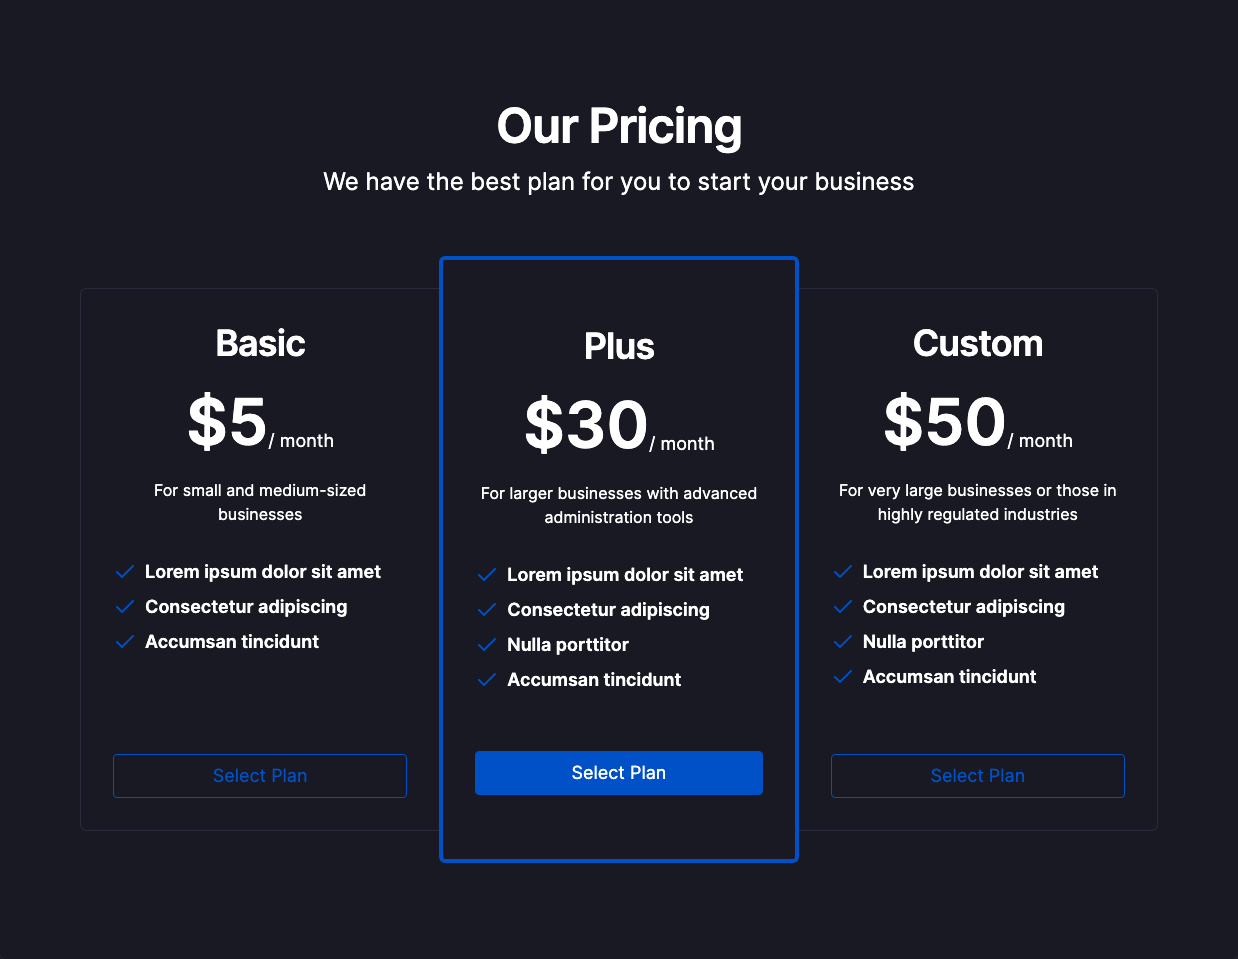 Our Pricing
We have the best plan for you to start your business
Basic
$5/ month
For small and medium-sized
businesses
Lorem ipsum dolor sit amet
Consectetur adipiscing
Accumsan tincidunt
Select Plan
Plus
$30/ month
For larger businesses with advanced
administration tools
Lorem ipsum dolor sit amet
Consectetur adipiscing
Nulla porttitor
Accumsan tincidunt
Select Plan
Custom
$50/ month
For very large businesses or those in
highly regulated industries
Lorem ipsum dolor sit amet
Consectetur adipiscing
Nulla porttitor
Accumsan tincidunt
Select Plan